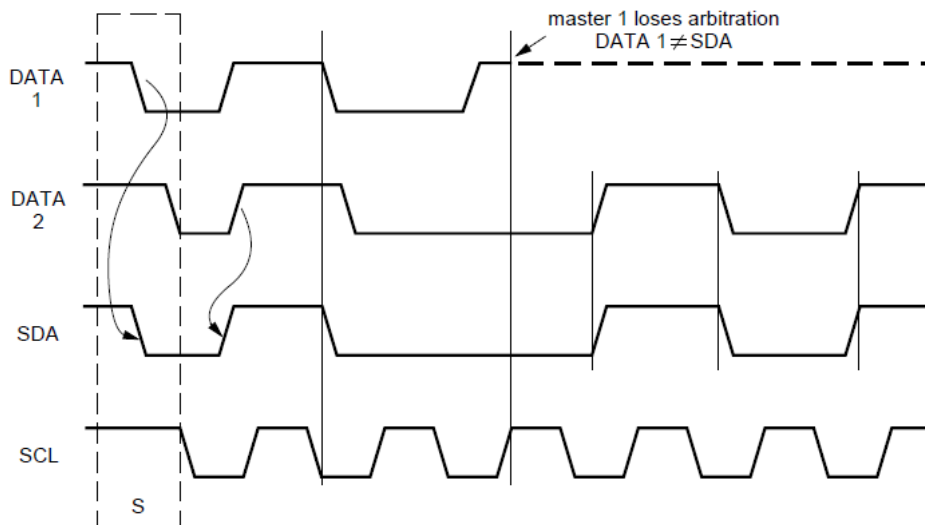 master 1 loses arbitration
DATA 1≠SDA
DATA
1
DATA
2
SDA
SCL
S